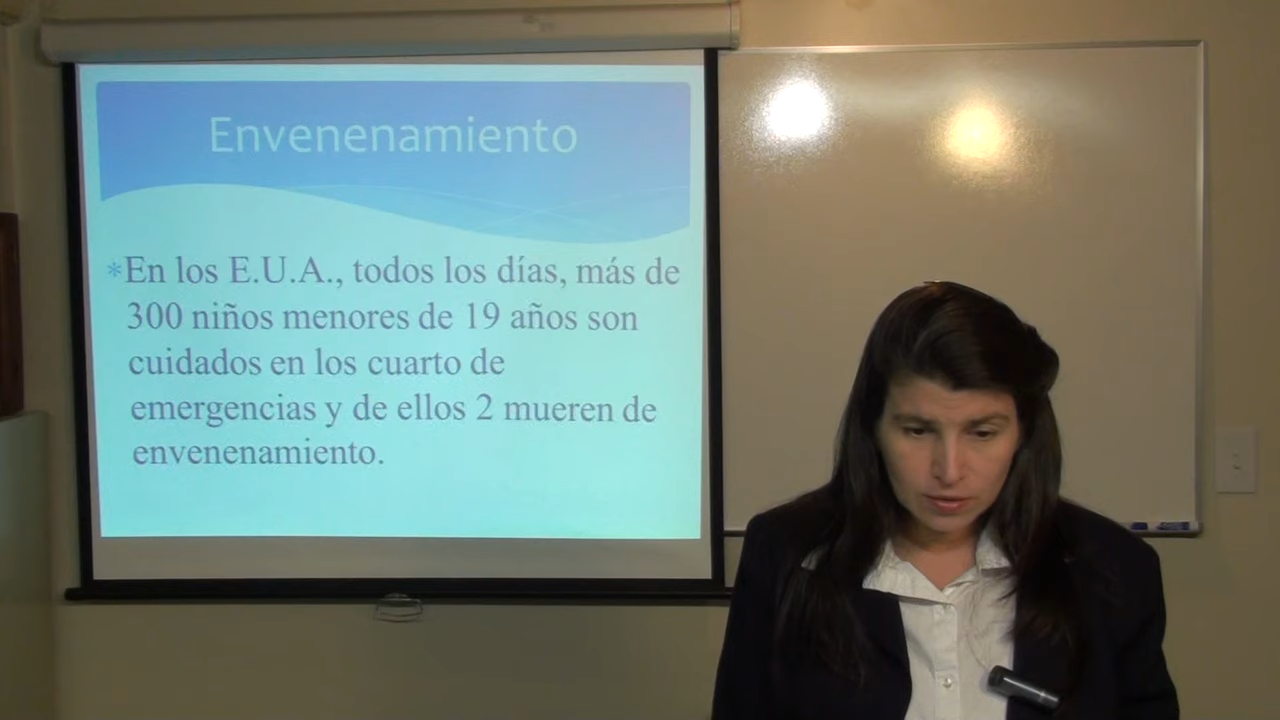 Envenenamiento
*En los E.U.A., todos los días, más de
300 niños menores de 19 años son
cuidados en los cuarto de
emergencias y de ellos 2 mueren de
envenenamiento.